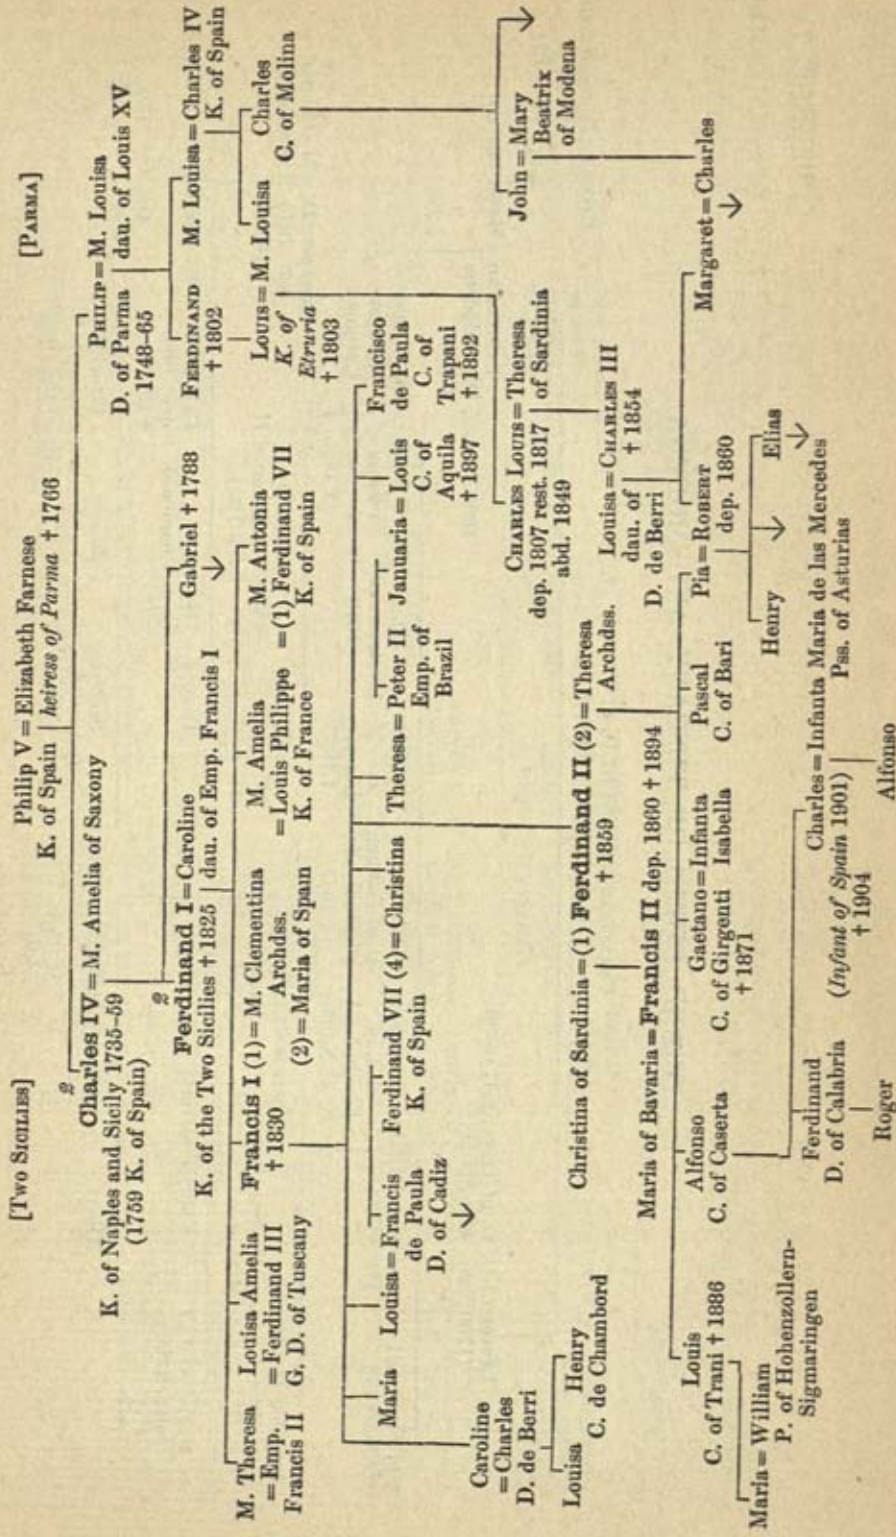 [Two Sicilies]
[Parma]
Philip V = Elizabeth Farnese
K. of Spain | heiress of Parma † 1766
2
Charles IV = M. Amelia of Saxony
K. of Naples and Sicily 1735–59
(1759 K. of Spain)
Philip = M. Louisa
D. of Parma dau. of Louis XV
1748–65
2
Ferdinand I = Caroline
K. of the Two Sicilies † 1825 | dau. of Emp. Francis I
Gabriel † 1788
Ferdinand
† 1802
M. Louisa = Charles IV
K. of Spain
M. Theresa
= Emp.
Francis II
Louisa Amelia
= Ferdinand III
G. D. of Tuscany
Francis I (1) = M. Clementina
† 1830
Archdss.
(2) = Maria of Spain
M. Amelia
= Louis Philippe
K. of France
M. Antonia
= (1) Ferdinand VII
K. of Spain
Louis = M. Louisa
K. of
Etruria
† 1803
Charles
C. of Molina
Maria
Louisa = Francis
de Paula
D. of Cadiz
Ferdinand VII (4) = Christina
K. of Spain
Theresa = Peter II
Emp. of
Brazil
Januaria = Louis
C. of
Aquila
† 1897
Francisco
de Paula
C. of
Trapani
† 1892
Caroline
= Charles
D. de Berri
Louisa
Henry
C. de Chambord
Charles Louis = Theresa
dep. 1807 rest. 1817 of Sardinia
abd. 1849
John = Mary
Beatrix
of Modena
Christina of Sardinia = (1) Ferdinand II (2) = Theresa
† 1859
Archdss.
Louisa = Charles III
dau. of † 1854
D. de Berri
Maria of Bavaria = Francis II dep. 1860 † 1894
Louis
C. of Trani † 1886
Alfonso
C. of Caserta
Gaetano = Infanta
C. of Girgenti Isabella
† 1871
Pascal
C. of Bari
Pia = Robert
dep. 1860
Margaret = Charles
Maria = William
P. of Hohenzollern-
Sigmaringen
Henry
Elias
Ferdinand
D. of Calabria
Charles = Infanta Maria de las Mercedes
(Infant of Spain 1901) Pss. of Asturias
† 1904
Roger
Alfonso